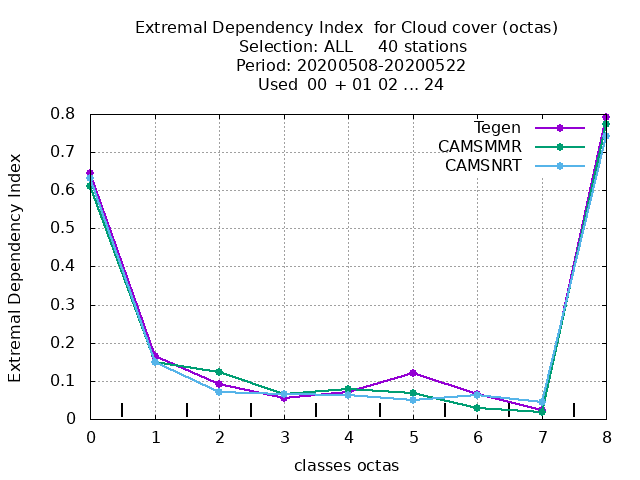 Extremal Dependency Index  for Cloud cover (octas)
Selection: ALL     40 stations
Period: 20200508-20200522
Used  00 + 01 02 ... 24
Extremal Dependency Index
0.8
0.7
0.6
0.5
0.4
0.3
0.2
0.1
0
Tegen
CAMSMMR
CAMSNRT
0 1 2 3 4 5 6 7 8
classes octas